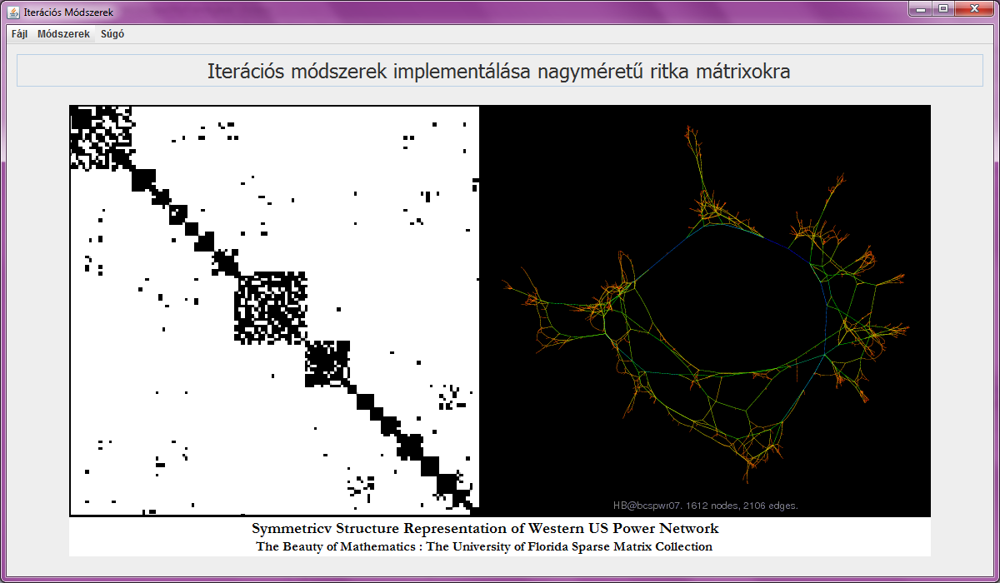 Iterációs Módszerek
Fájl Módszerek Súgó
Iterációs módszerek implementálása nagyméretű ritka mátrixokra
HB@bcspwr07. 1612 nodes, 2106 edges.
Symmetricv Structure Representation of Western US Power Network
The Beauty of Mathematics : The University of Florida Sparse Matrix Collection